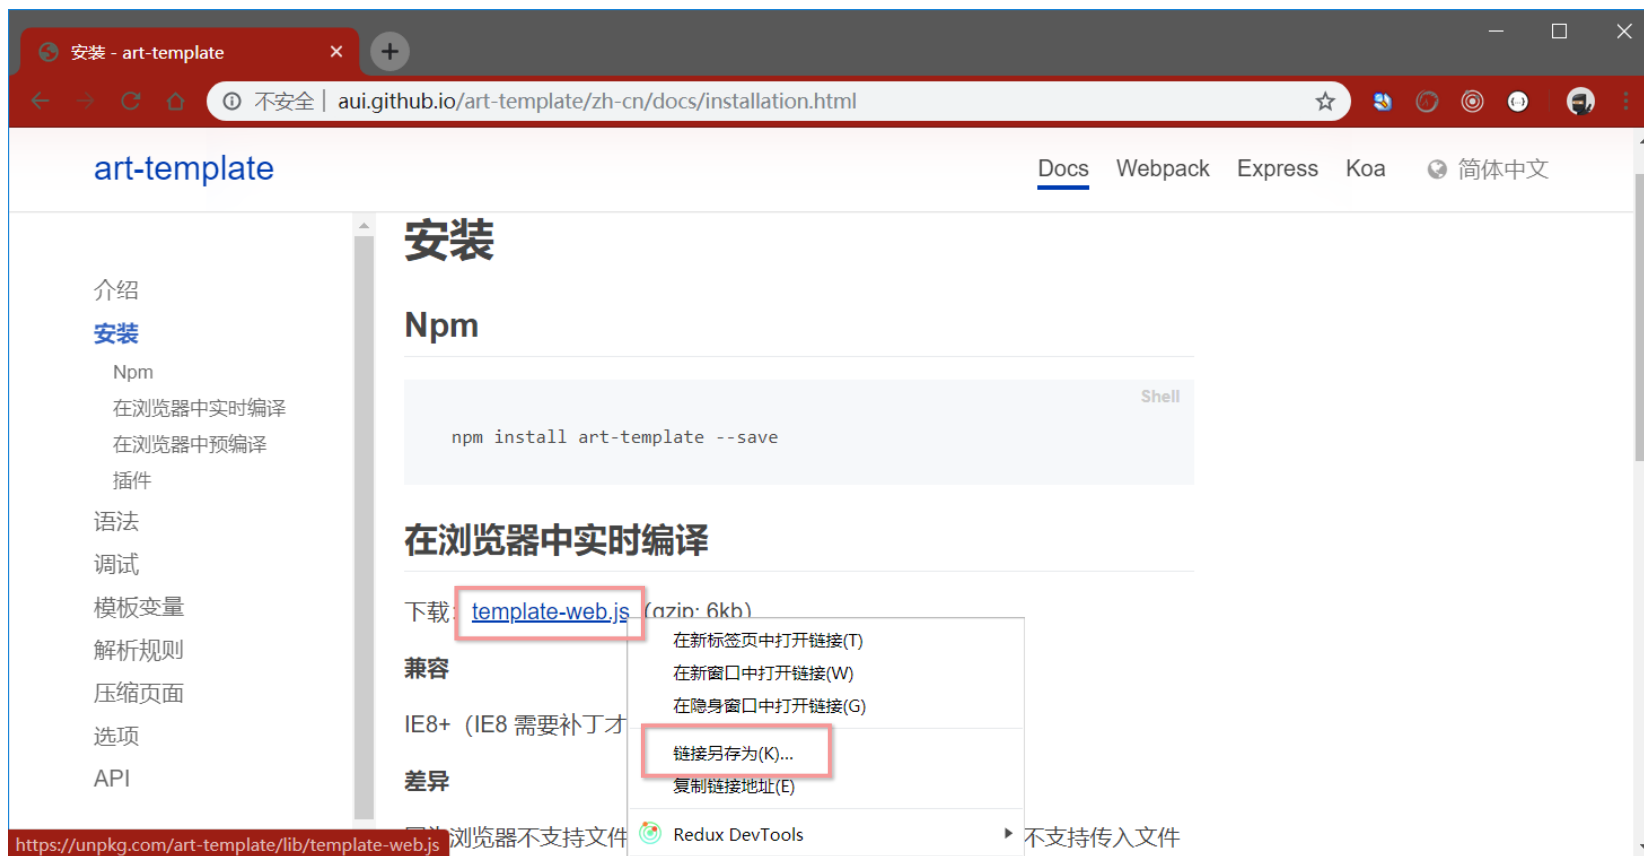 安装 - art-template
不安全 | aui.github.io/art-template/zh-cn/docs/installation.html
art-template
Docs Webpack Express Koa 简体中文
介绍
安装
Npm
在浏览器中实时编译
在浏览器中预编译
插件
语法
调试
模板变量
解析规则
压缩页面
选项
API
安装
Npm
Shell
npm install art-template --save
在浏览器中实时编译
下载: template-web.js (gzip: 6kb)
兼容
IE8+（IE8 需要补丁才
差异
浏览器不支持文件
不支持传入文件
在新标签页中打开链接(T)
在新窗口中打开链接(W)
在隐身窗口中打开链接(G)
链接另存为(K)...
复制链接地址(E)
Redux DevTools
https://unpkg.com/art-template/lib/template-web.js